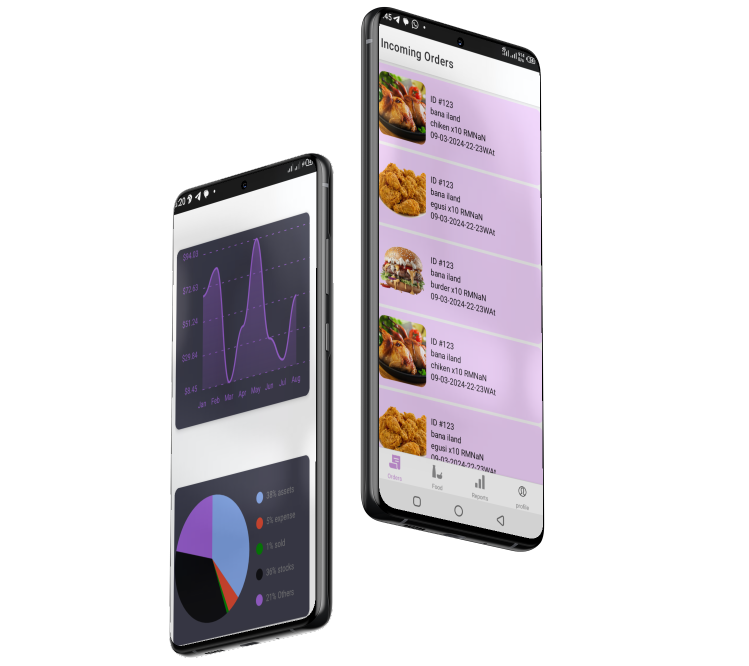 :20
$94.03
$72.63
$51.24
$29.84
$8.45
Jan Feb Mar Apr May Jun Jul Aug
38% assets
5% expense
1% sold
36% stocks
21% Others
:45
Incoming Orders
ID #123
bana iland
chiken x10 RMNaN
09-03-2024-22-23WAt
ID #123
bana iland
egusi x10 RMNaN
09-03-2024-22-23WAt
ID #123
bana iland
burder x10 RMNaN
09-03-2024-22-23WAt
ID #123
bana iland
chiken x10 RMNaN
09-03-2024-22-23WAt
ID #123
bana iland
egusi x10 RMNaN
09-03-2024-22-23WAt
Orders Food Reports profile